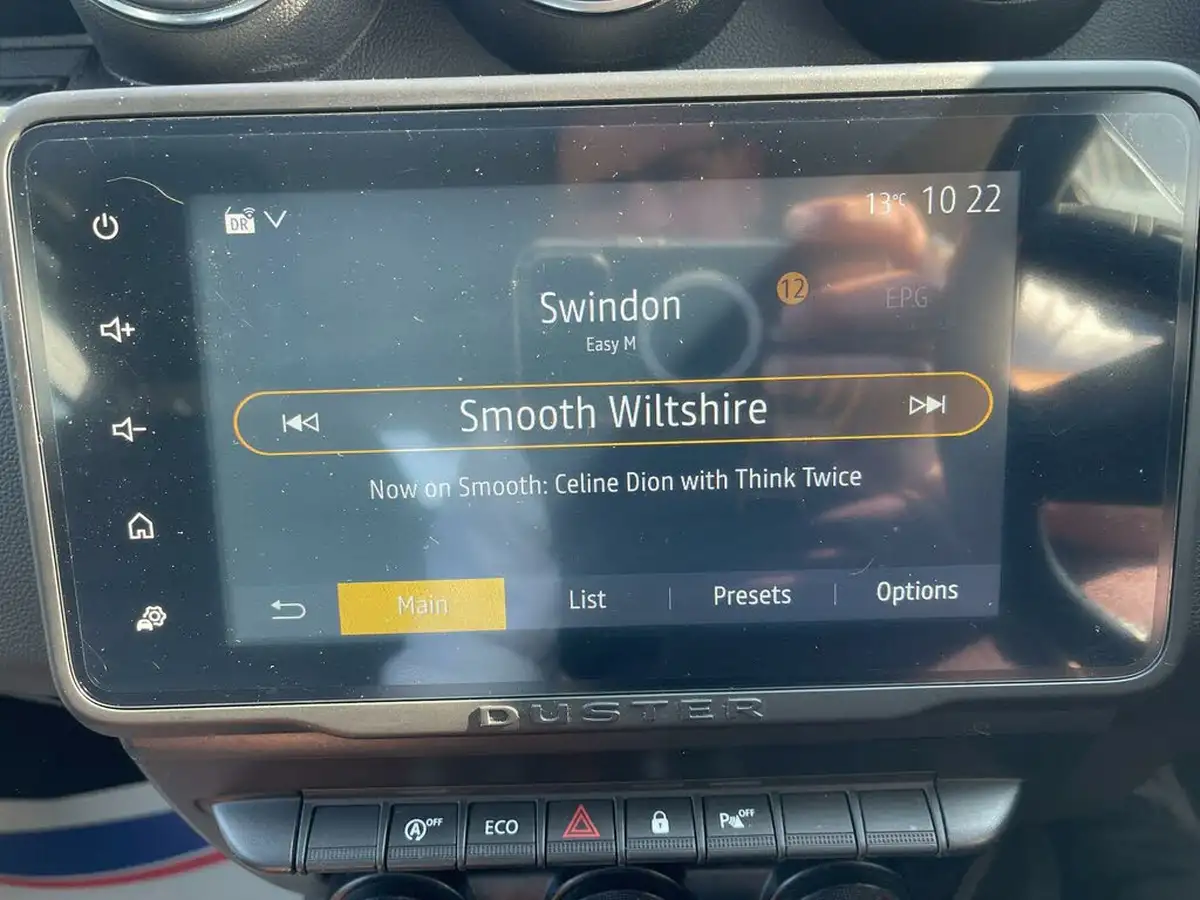 DR
13°C 10 22
Swindon
12
EPG
Easy M
Smooth Wiltshire
Now on Smooth: Celine Dion with Think Twice
Main
List
Presets
Options
DUSTER
A OFF
ECO
P OFF